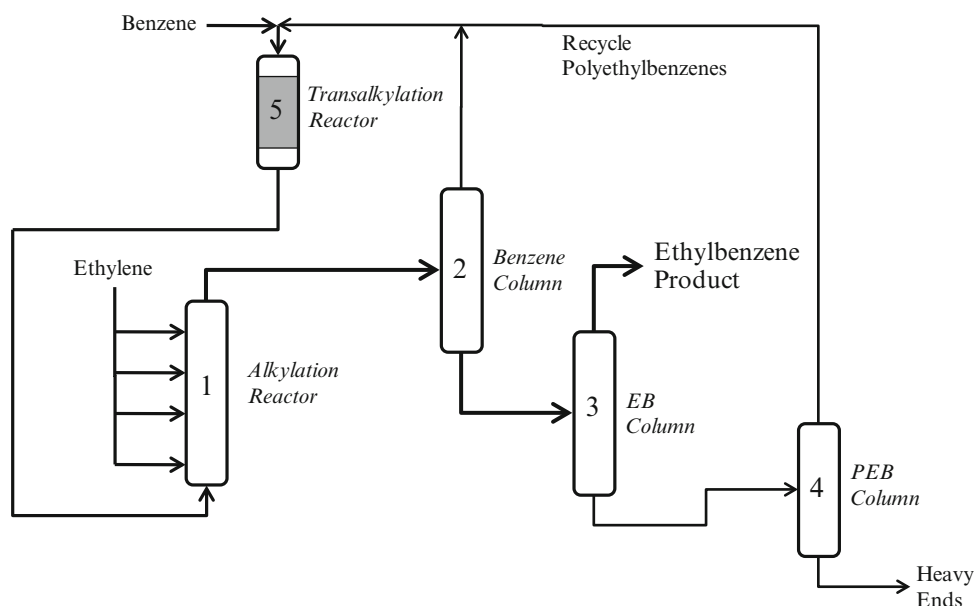 Benzene
Recycle
Polyethylbenzenes
5
Transalkylation
Reactor
Ethylene
1
Alkylation
Reactor
2
Benzene
Column
Ethylbenzene
Product
3
EB
Column
4
PEB
Column
Heavy
Ends